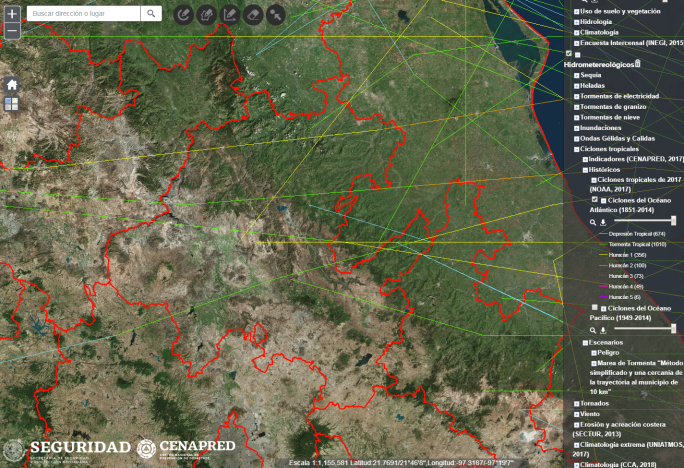 Buscar dirección o lugar
Uso de suelo y vegetación
Hidrología
Climatología
Encuesta Intercensal (INEGI, 2015)
Hidrometereológicos
Sequía
Heladas
Tormentas de electricidad
Tormentas de granizo
Tormentas de nieve
Inundaciones
Ondas Gélidas y Calidas
Ciclones tropicales
Indicadores (CENAPRED, 2017)
Históricos
Ciclones tropicales de 2017
(NOAA, 2017)
Ciclones del Océano
Atlántico (1851-2014)
Depresión Tropical (674)
Tormenta Tropical (1010)
Huracán 1 (356)
Huracán 2 (100)
Huracán 3 (73)
Huracán 4 (49)
Huracán 5 (6)
Ciclones del Océano
Pacífico (1949-2014)
Escenarios
Peligro
Marea de Tormenta "Método
simplificado y una cercanía de
la trayectoria al municipio de
10 km"
Tornados
Viento
Erosión y acreación costera
(SECTUR, 2013)
Climatología extrema (UNIATMOS,
2017)
Climatología (CCA, 2018)
SEGURIDAD
CENAPRED
Escala 1:1,155,581 Latitud:21.7691/21°46'8",Longitud:-97.3187/-97°19'7"